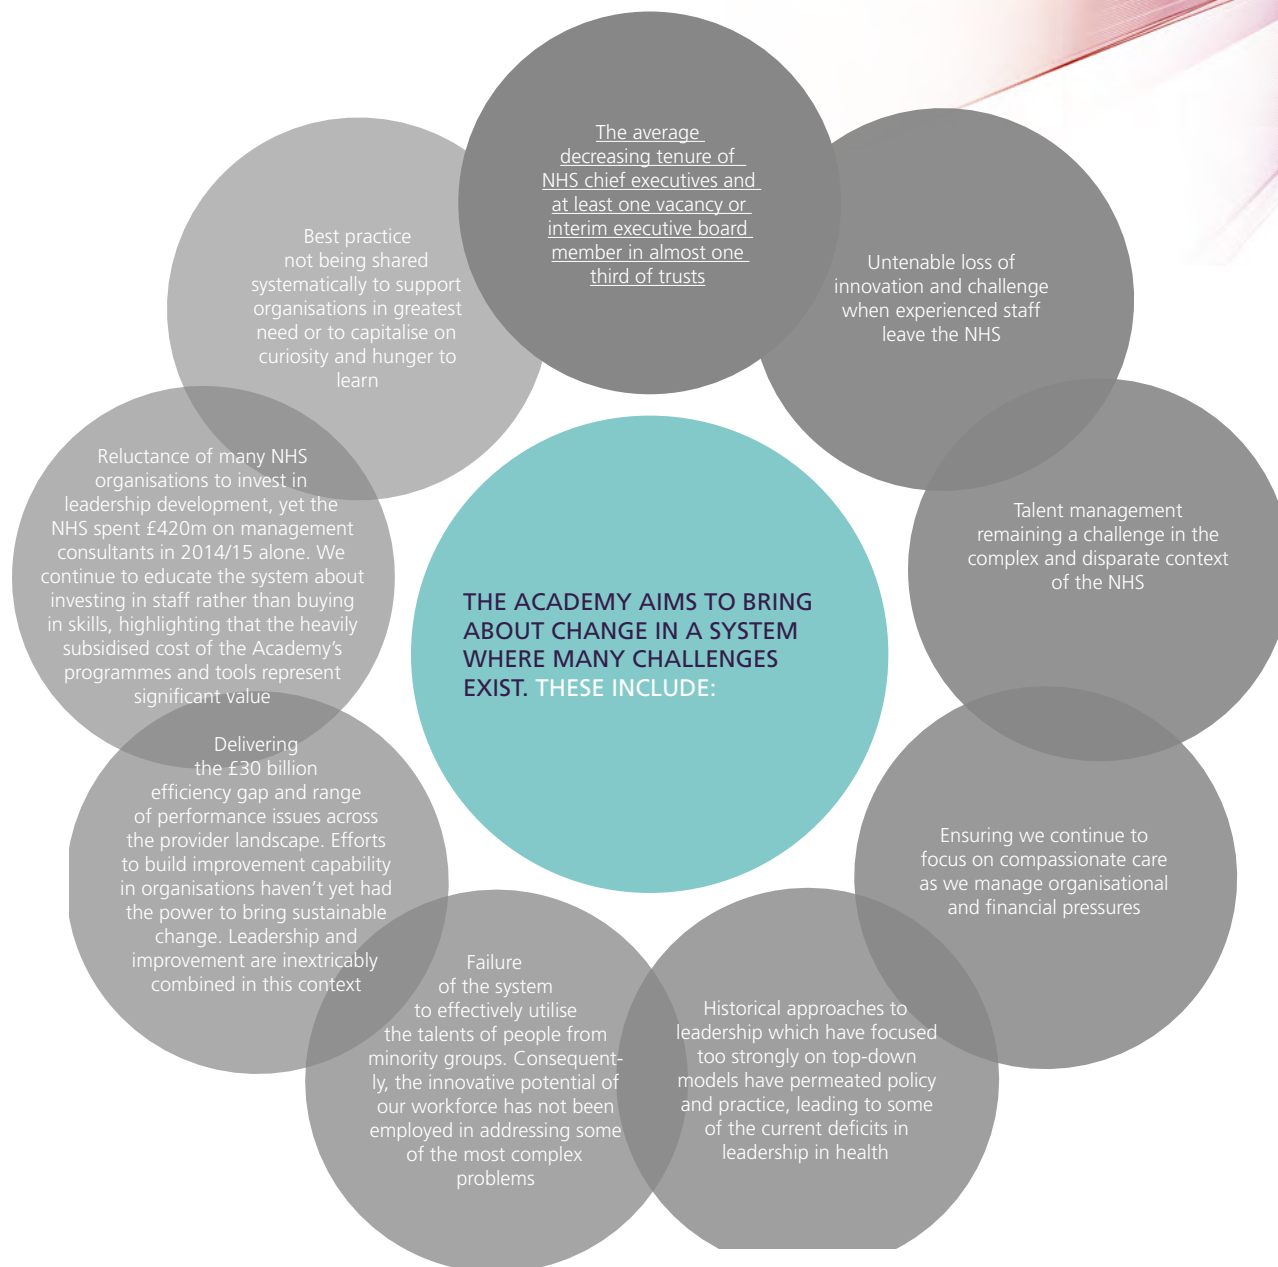 The average
decreasing tenure of
NHS chief executives and
at least one vacancy or
interim executive board
member in almost one
third of trusts
Untenable loss of
innovation and challenge
when experienced staff
leave the NHS
Talent management
remaining a challenge in the
complex and disparate context
of the NHS
Ensuring we continue to
focus on compassionate care
as we manage organisational
and financial pressures
Historical approaches to
leadership which have focused
too strongly on top-down
models have permeated policy
and practice, leading to some
of the current deficits in
leadership in health
Failure
of the system
to effectively utilise
the talents of people from
minority groups. Consequent-
ly, the innovative potential of
our workforce has not been
employed in addressing some
of the most complex
problems
Delivering
the £30 billion
efficiency gap and range
of performance issues across
the provider landscape. Efforts
to build improvement capability
in organisations haven’t yet had
the power to bring sustainable
change. Leadership and
improvement are inextricably
combined in this context
Reluctance of many NHS
organisations to invest in
leadership development, yet the
NHS spent £420m on management
consultants in 2014/15 alone. We
continue to educate the system about
investing in staff rather than buying
in skills, highlighting that the heavily
subsidised cost of the Academy’s
programmes and tools represent
significant value
Best practice
not being shared
systematically to support
organisations in greatest
need or to capitalise on
curiosity and hunger to
learn
THE ACADEMY AIMS TO BRING
ABOUT CHANGE IN A SYSTEM
WHERE MANY CHALLENGES
EXIST. THESE INCLUDE: